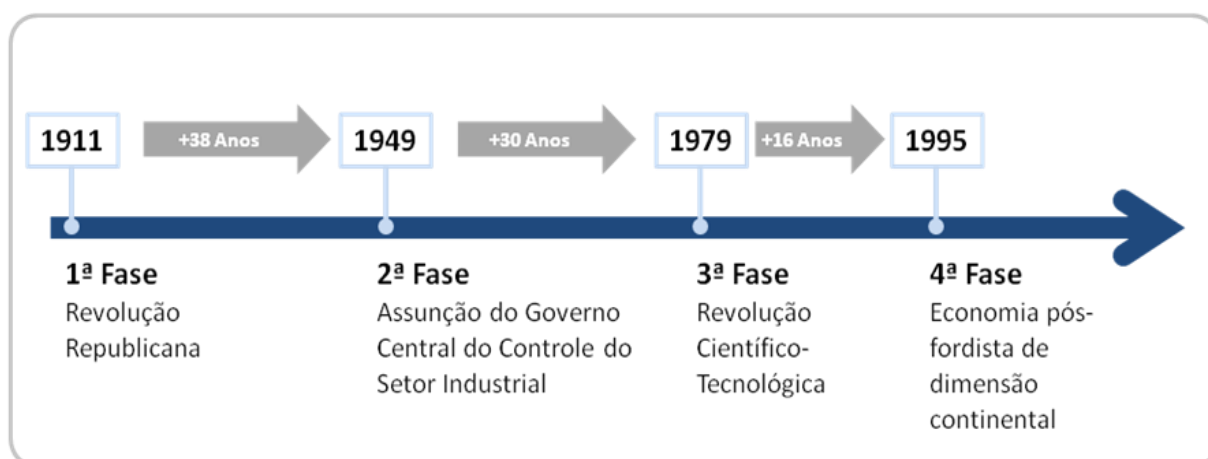 1911
+38 Anos
1949
+30 Anos
1979
+16 Anos
1995
1ª Fase
Revolução
Republicana
2ª Fase
Assunção do Governo
Central do Controle do
Setor Industrial
3ª Fase
Revolução
Científico-
Tecnológica
4ª Fase
Economia pós-
fordista de
dimensão
continental